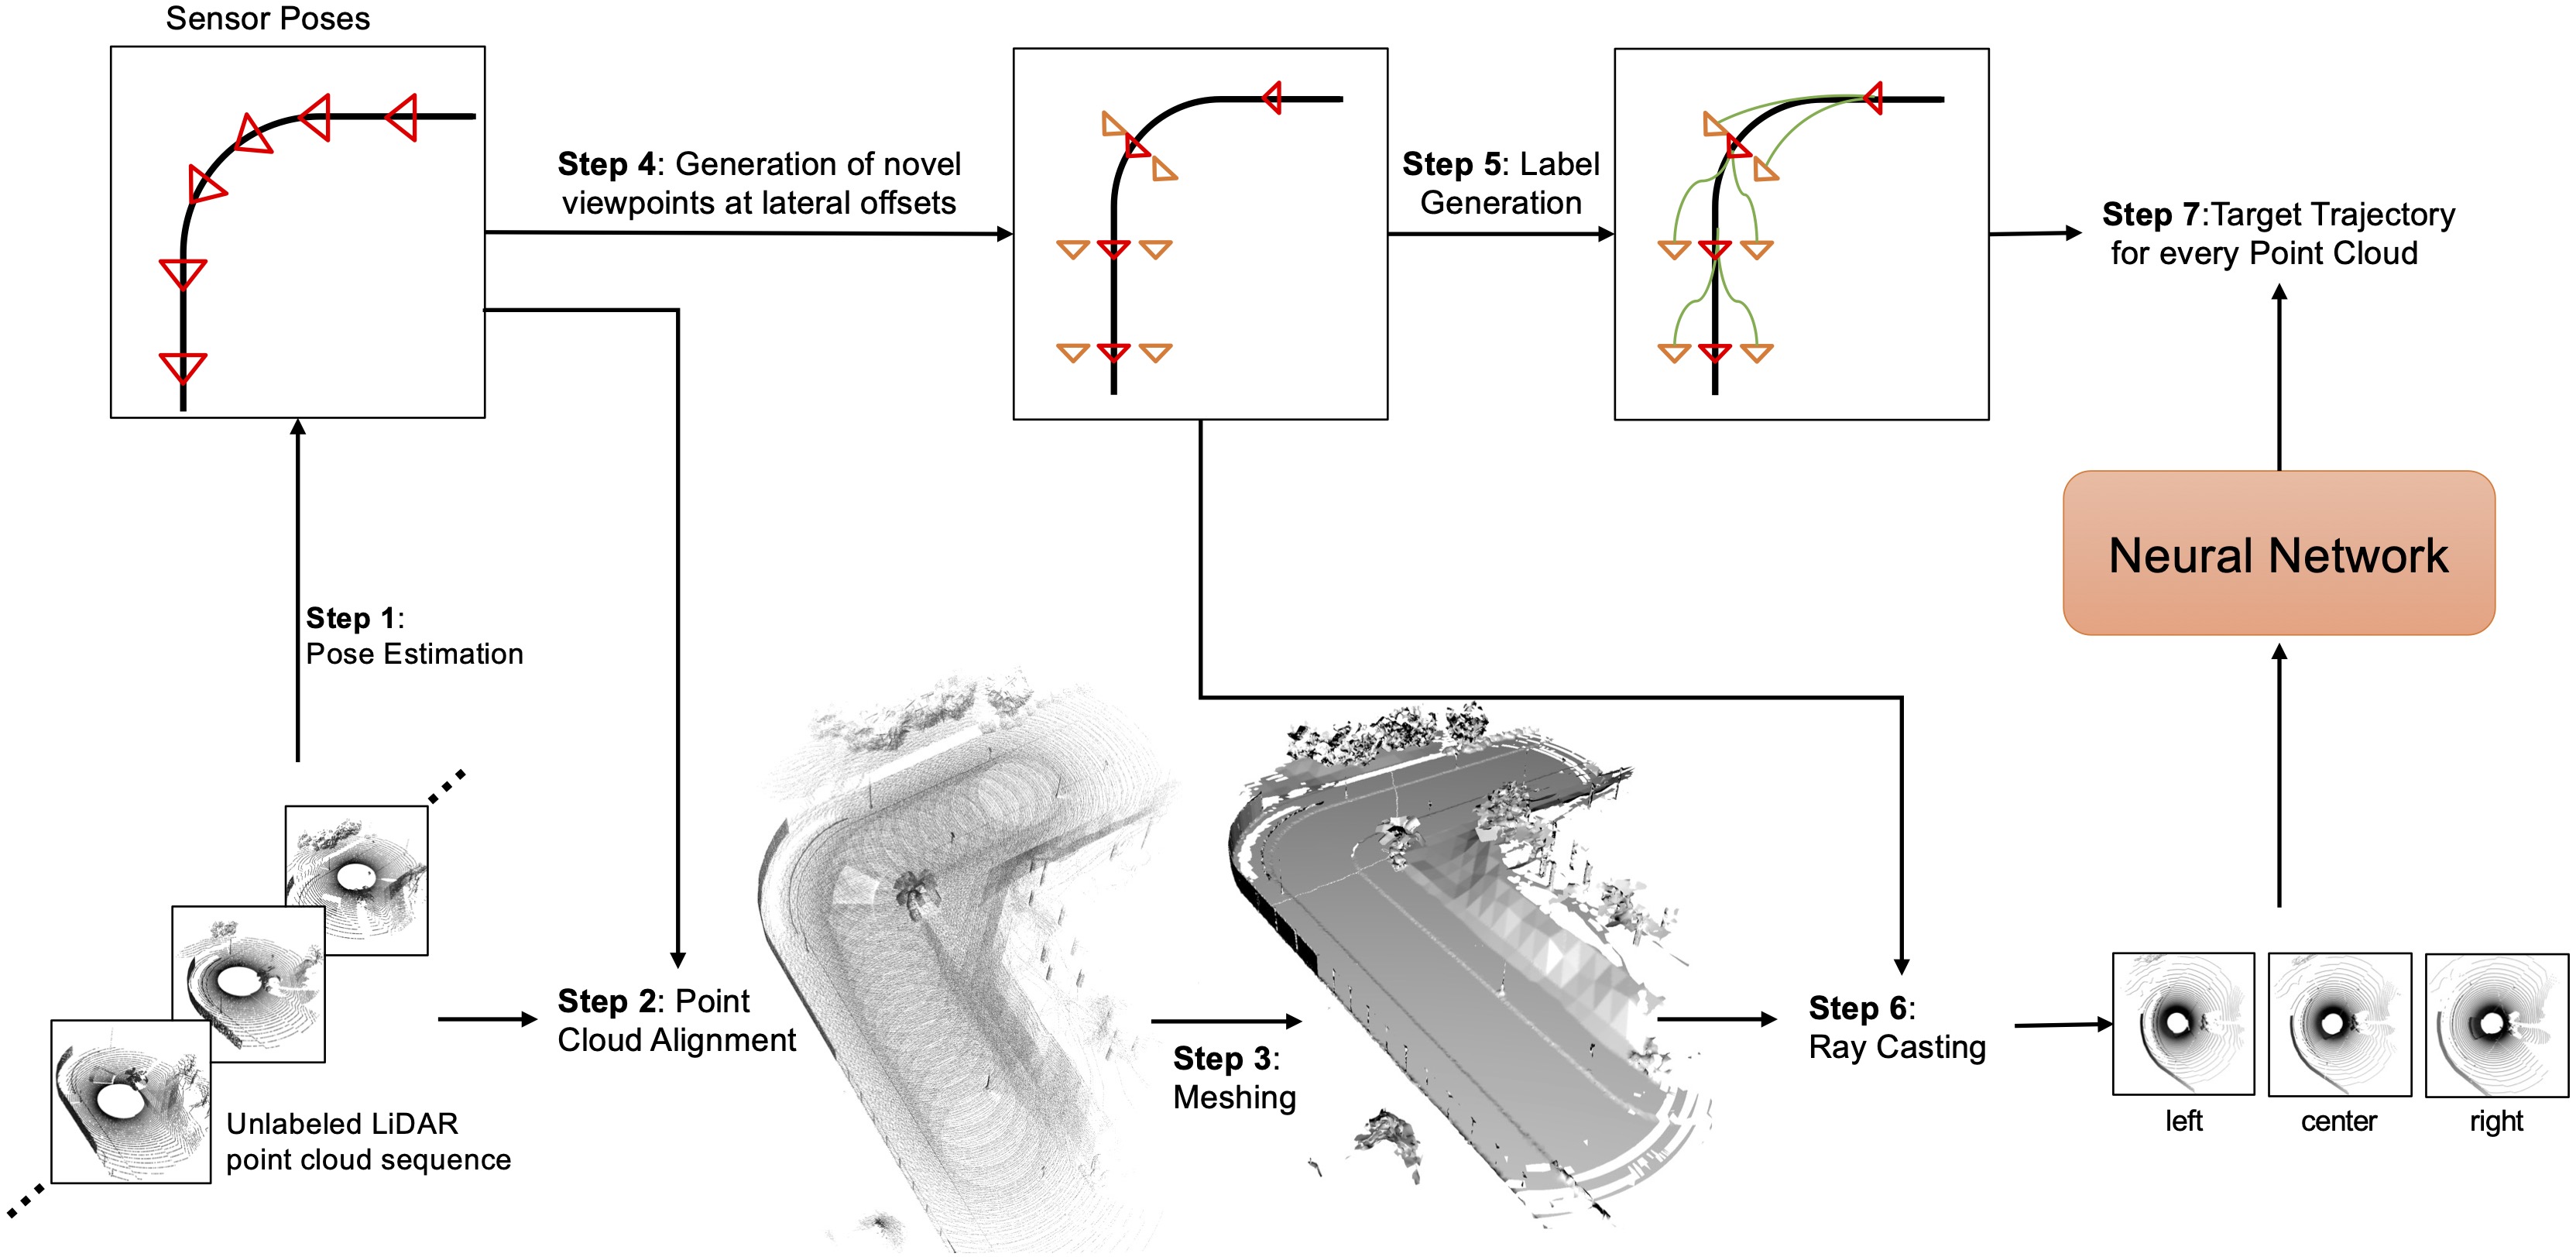 Sensor Poses
Step 4: Generation of novel
viewpoints at lateral offsets
Step 5: Label
Generation
Step 7:Target Trajectory
for every Point Cloud
Neural Network
Step 1:
Pose Estimation
Unlabeled LiDAR
point cloud sequence
Step 2: Point
Cloud Alignment
Step 3:
Meshing
Step 6:
Ray Casting
left
center
right